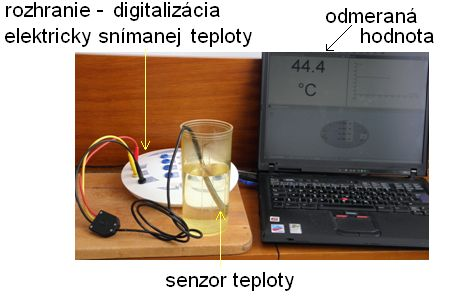 rozhranie - digitalizácia
elektricky snímanej teploty
odmeraná
hodnota
44.4
°C
senzor teploty